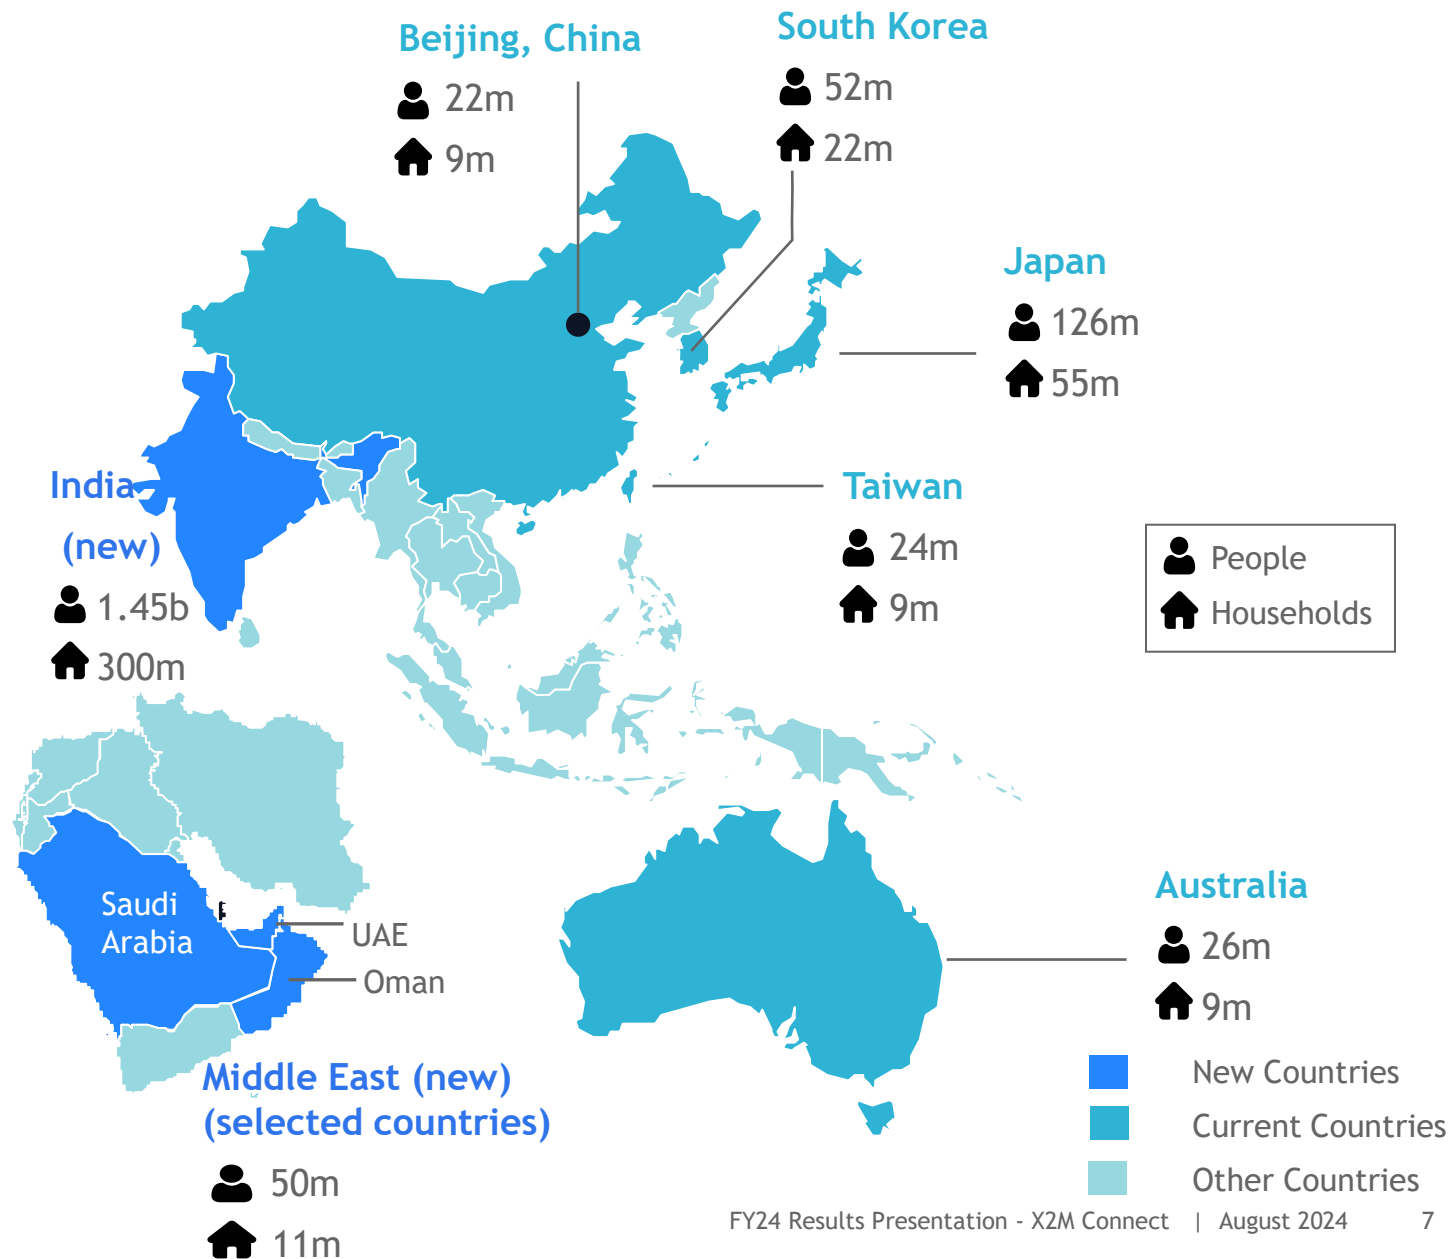 Beijing, China
22m
9m
South Korea
52m
22m
Japan
126m
55m
India
(new)
1.45b
300m
Taiwan
24m
9m
People
Households
Saudi
Arabia
UAE
Oman
Middle East (new)
(selected countries)
50m
11m
Australia
26m
9m
New Countries
Current Countries
Other Countries
FY24 Results Presentation - X2M Connect | August 2024 7